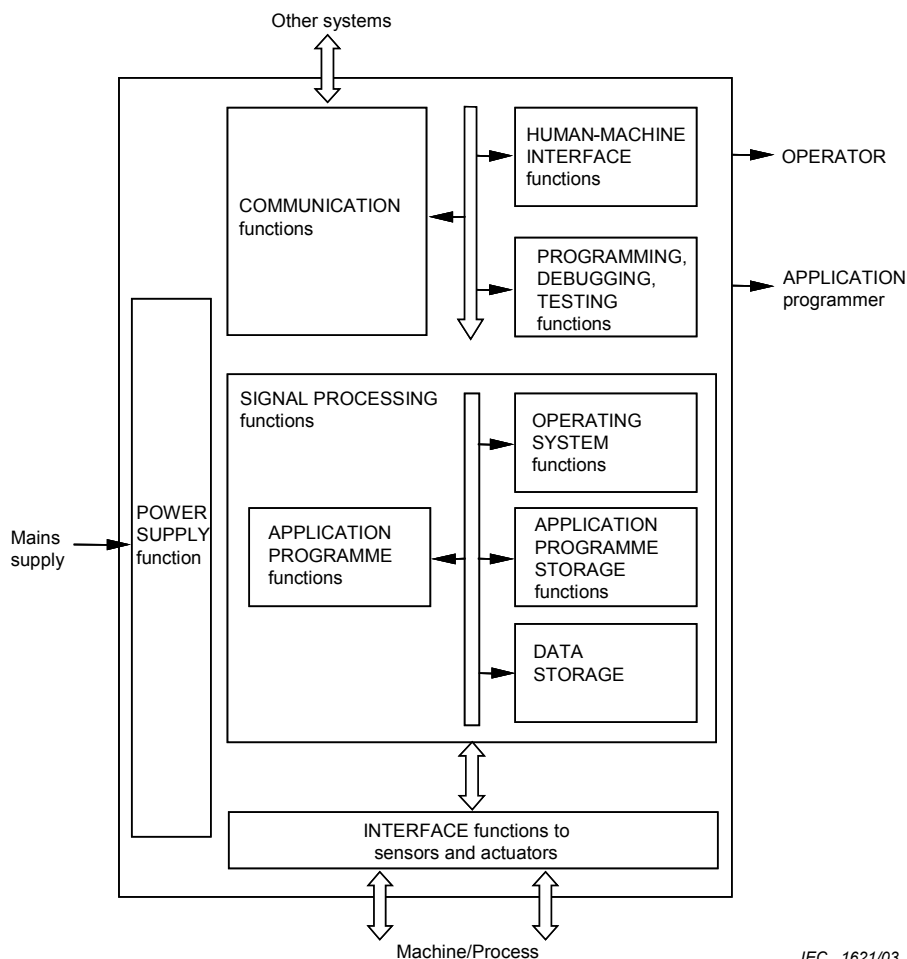 Other systems
HUMAN-MACHINE
INTERFACE
functions
OPERATOR
COMMUNICATION
functions
PROGRAMMING,
DEBUGGING,
TESTING
functions
APPLICATION
programmer
SIGNAL PROCESSING
functions
OPERATING
SYSTEM
functions
Mains
supply
POWER
SUPPLY
function
APPLICATION
PROGRAMME
functions
APPLICATION
PROGRAMME
STORAGE
functions
DATA
STORAGE
INTERFACE functions to
sensors and actuators
Machine/Process
IEC 1621/03